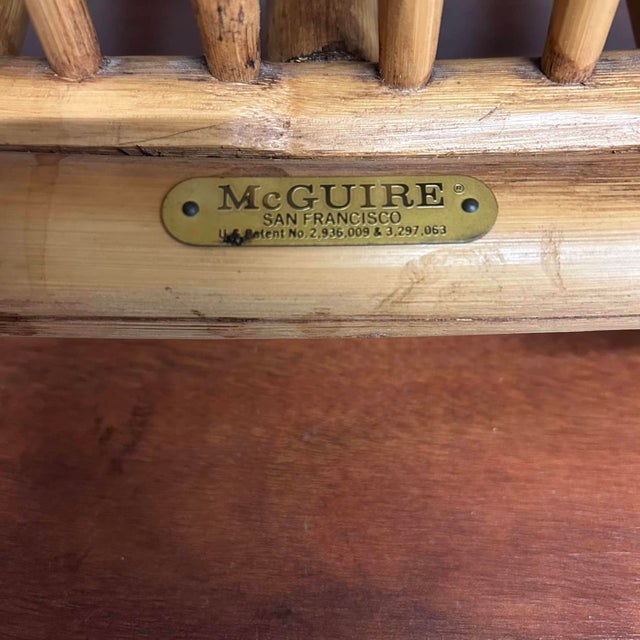 McGUIRE®
SAN FRANCISCO
U.S. Patent No. 2,936,009 & 3,297,063